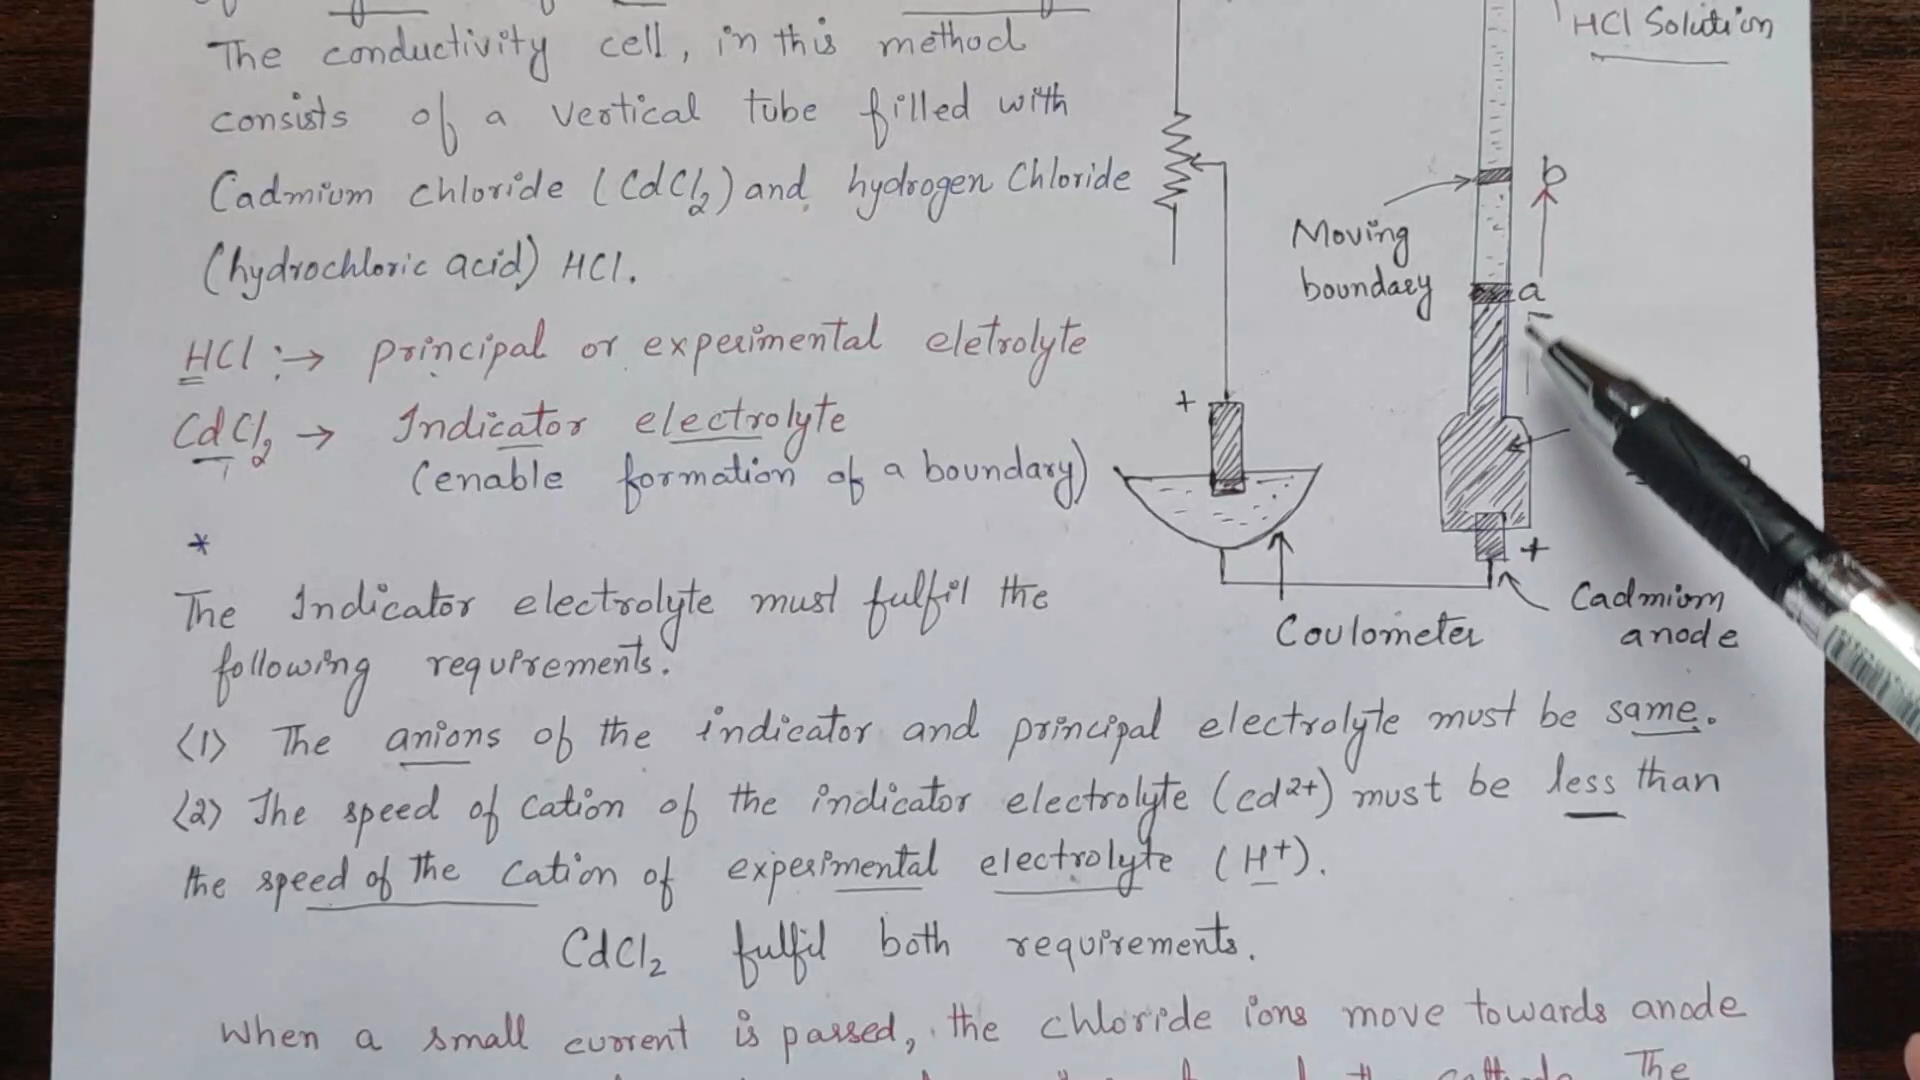 The conductivity cell, in this method
consists of a vertical tube filled with
Cadmium chloride (CdCl2) and hydrogen Chloride
(hydrochloric acid) HCl.
HCl :→ principal or experimental eletrolyte
CdCl2 → Indicator electrolyte
(enable formation of a boundary)
*
The Indicator electrolyte must fulfil the
following requirements.
(1) The anions of the indicator and principal electrolyte must be same.
(2) The speed of cation of the indicator electrolyte (cd2+) must be less than
the speed of the cation of experimental electrolyte (H+).
CdCl2 fulfil both requirements.
When a small current is passed, the chloride ions move towards anode
The
HCl Solution
b
Moving
boundary
a
+
+
Coulometer
Cadmium
anode